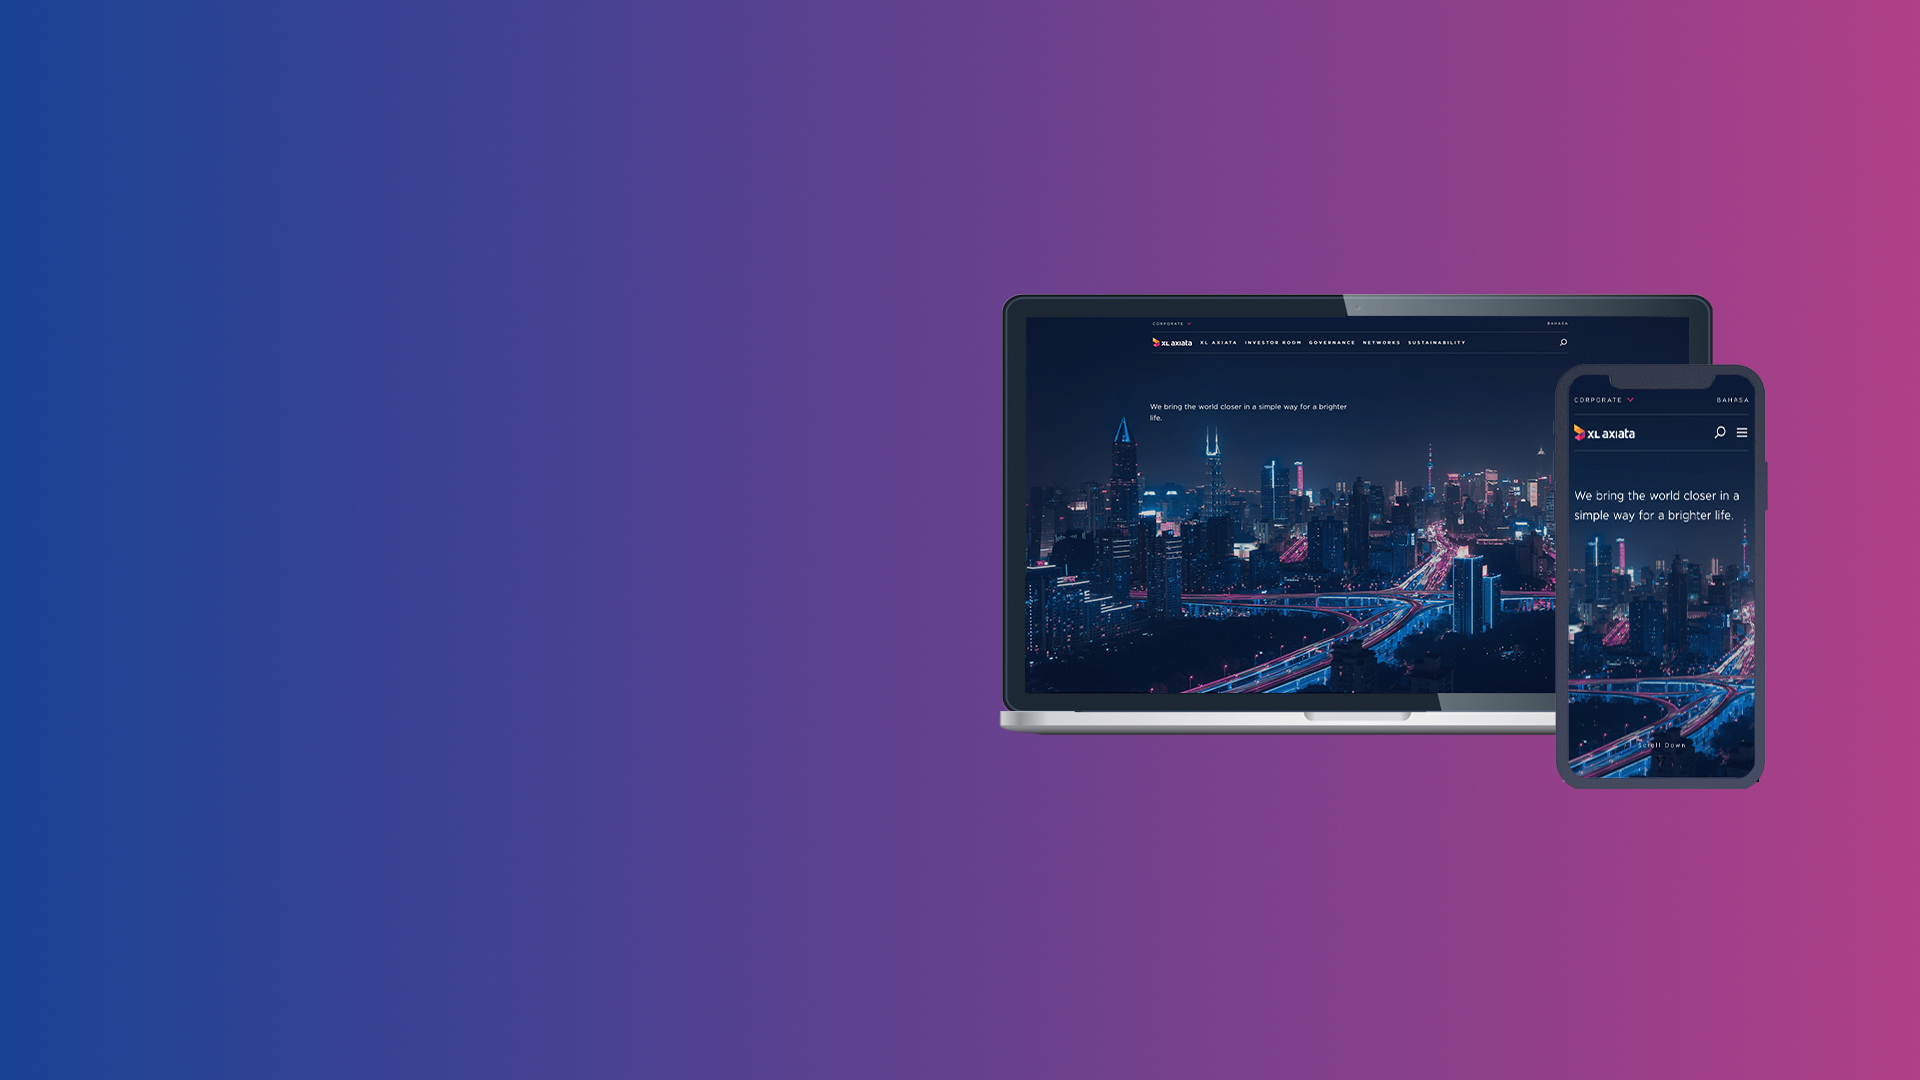 CORPORATE
BAHASA
XL axiata XL AXIATA INVESTOR ROOM GOVERNANCE NETWORKS SUSTAINABILITY
We bring the world closer in a simple way for a brighter
life.
CORPORATE
BAHASA
XL axiata
We bring the world closer in a
simple way for a brighter life.
Scroll Down